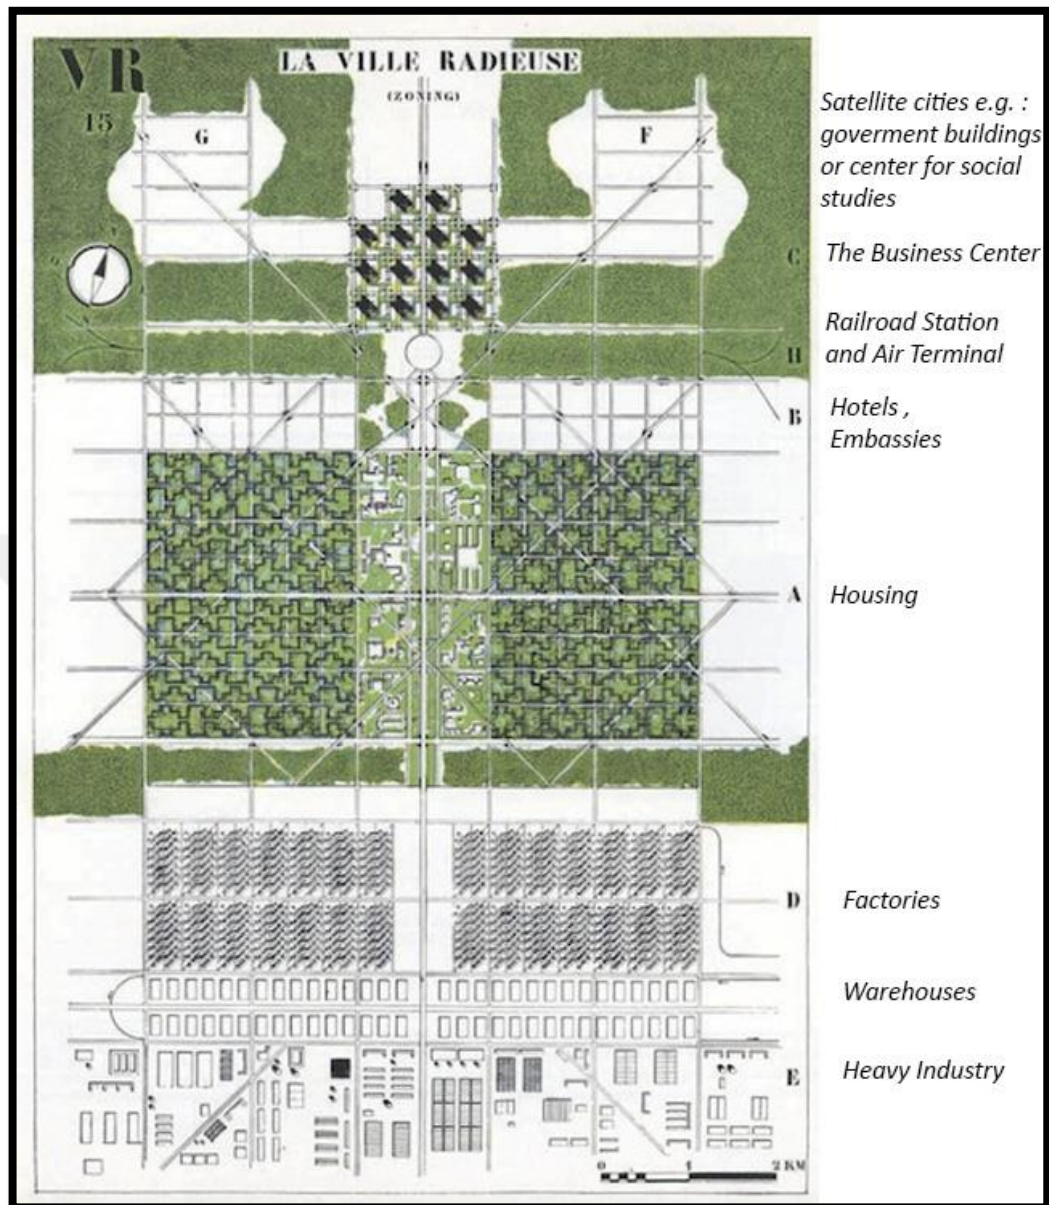 VR
LA VILLE RADIEUSE
(ZONING)
15
G
F
Satellite cities e.g. :
goverment buildings
or center for social
studies
C
The Business Center
H
Railroad Station
and Air Terminal
B
Hotels ,
Embassies
A
Housing
D
Factories
Warehouses
E
Heavy Industry
0 1 2 KM